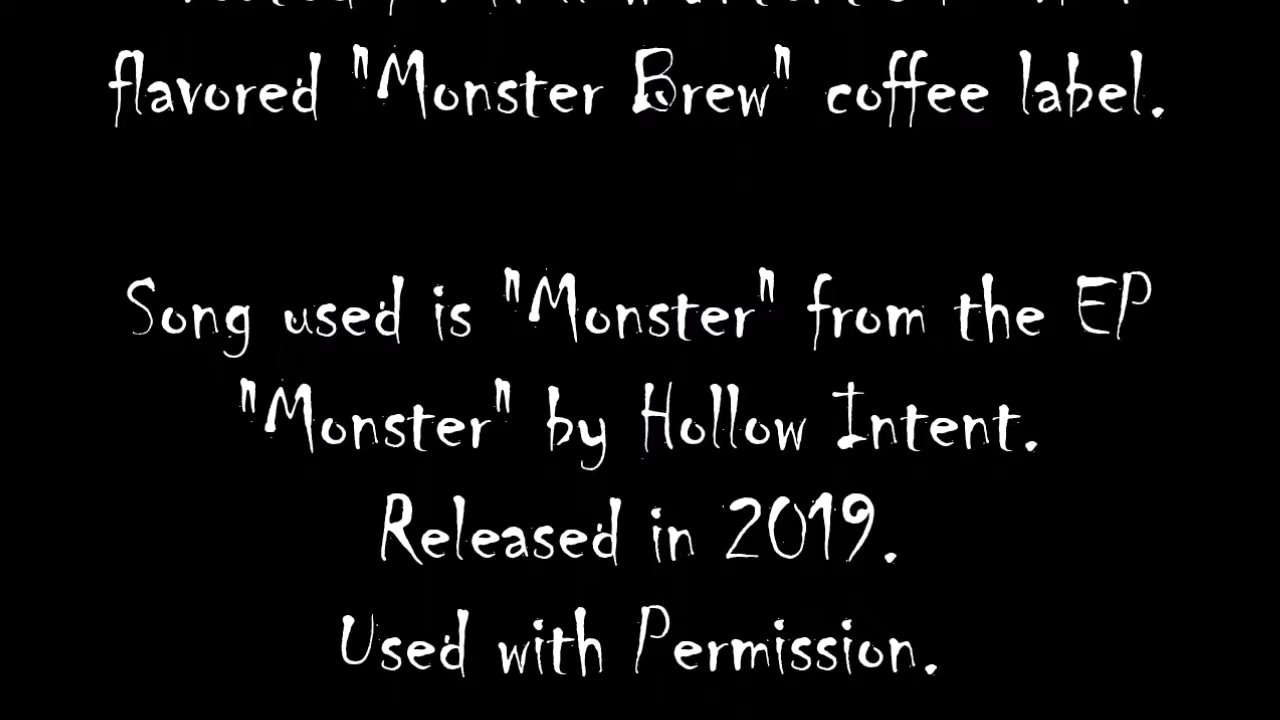 flavored "Monster Brew" coffee label.
Song used is "Monster" from the EP
"Monster" by Hollow Intent.
Released in 2019.
Used with Permission.